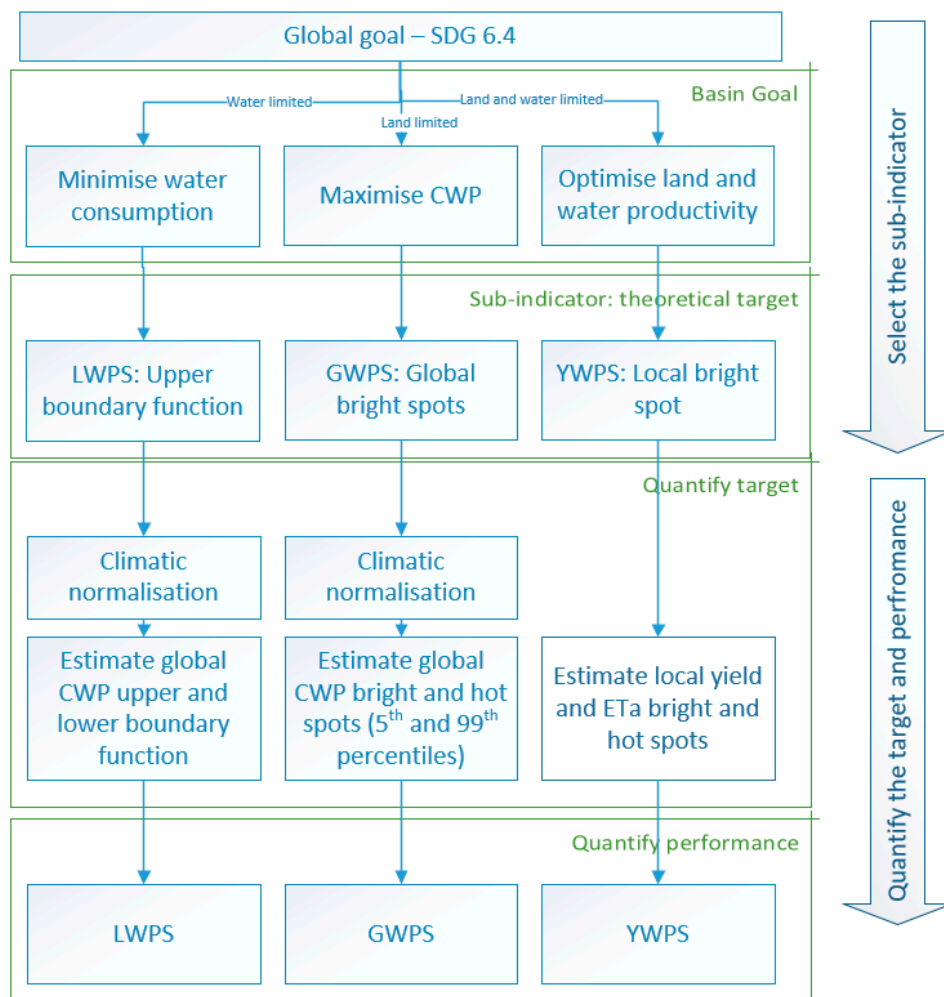 Global goal – SDG 6.4
Basin Goal
Water limited
Land and water limited
Land limited
Minimise water
consumption
Maximise CWP
Optimise land and
water productivity
Sub-indicator: theoretical target
LWPS: Upper
boundary function
GWPS: Global
bright spots
YWPS: Local bright
spot
Select the sub-indicator
Quantify target
Climatic
normalisation
Climatic
normalisation
Estimate global
CWP upper and
lower boundary
function
Estimate global
CWP bright and hot
spots (5th and 99th
percentiles)
Estimate local yield
and ETa bright and
hot spots
Quantify performance
LWPS
GWPS
YWPS
Quantify the target and perfromance